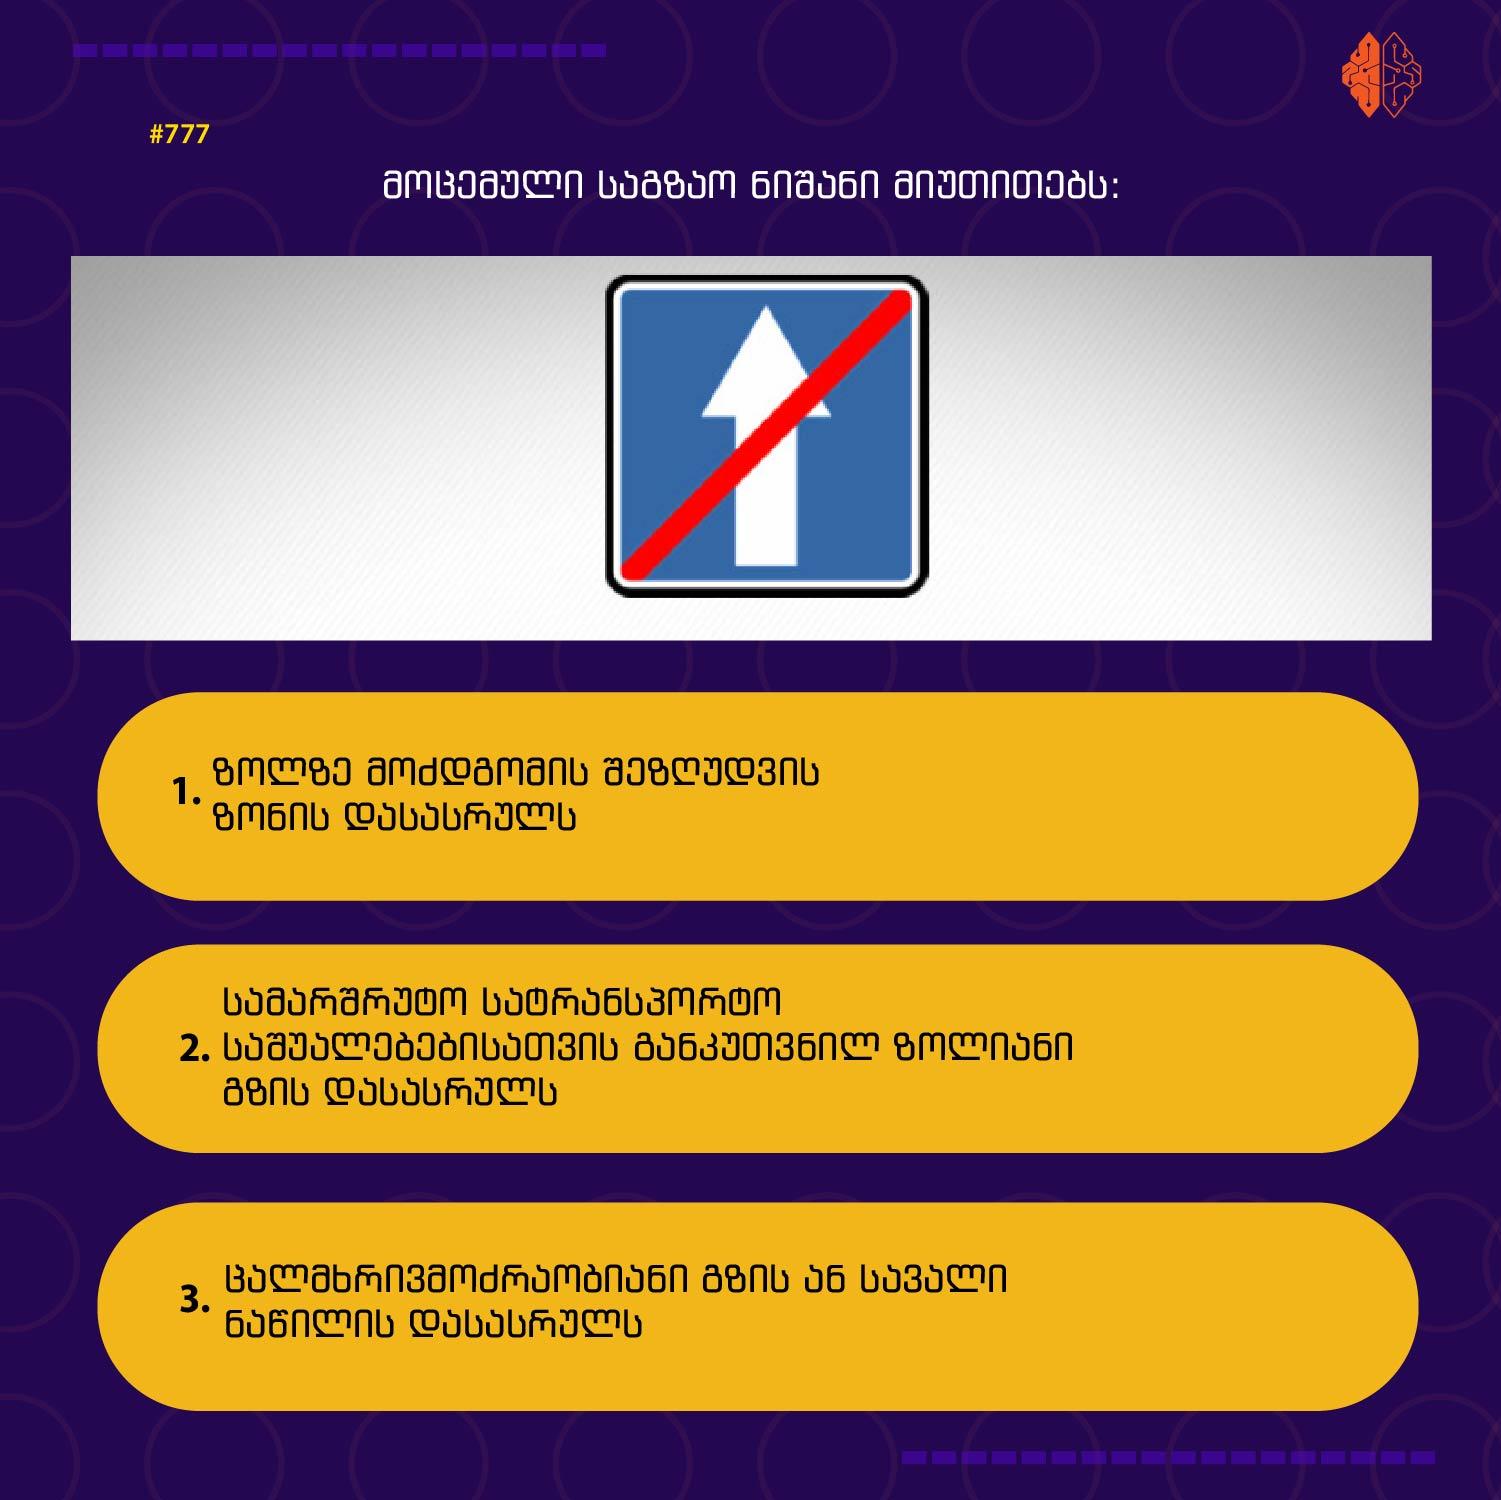 #777
მოცემული საგზაო ნიშანი მიუთითებს:
1. ზოლზე მოძდგომის შეზღუდვის
ზონის დასასრულს
სამარშრუტო სატრანსპორტო
2. საშუალებებისათვის განკუთვნილ ზოლიანი
გზის დასასრულს
3. ცალმხრივმოძრაობიანი გზის ან სავალი
ნაწილის დასასრულს